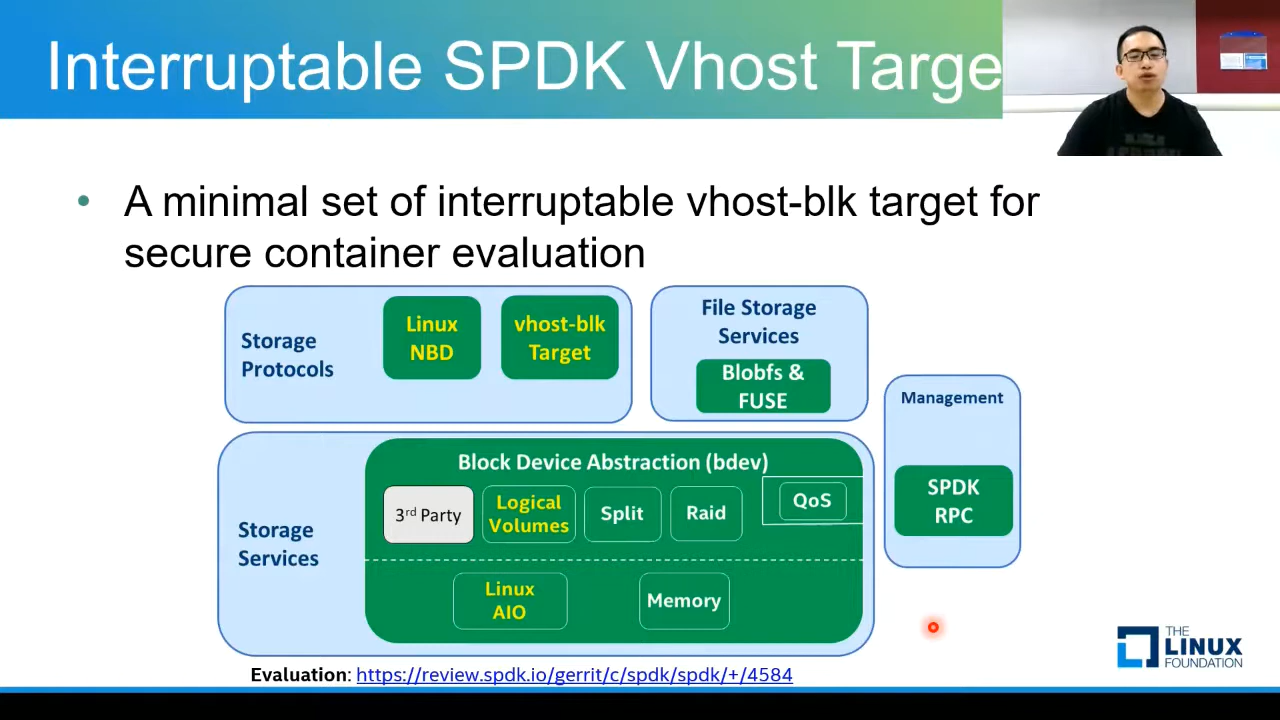 Interruptable SPDK Vhost Targe
• A minimal set of interruptable vhost-blk target for
secure container evaluation
Storage
Protocols
Linux
NBD
vhost-blk
Target
File Storage
Services
Blobfs &
FUSE
Management
SPDK
RPC
Storage
Services
Block Device Abstraction (bdev)
3rd Party
Logical
Volumes
Split
Raid
QoS
Linux
AIO
Memory
Evaluation: https://review.spdk.io/gerrit/c/spdk/spdk/+/4584
THE
LINUX
FOUNDATION